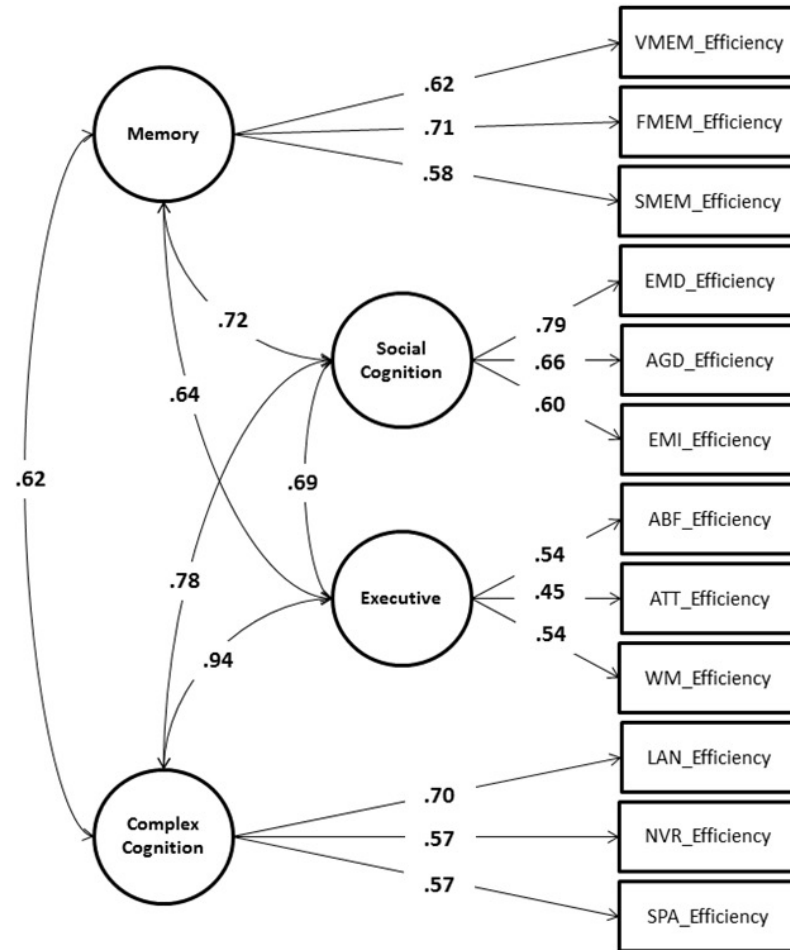 VMEM_Efficiency
.62
Memory
FMEM_Efficiency
.71
.58
SMEM_Efficiency
EMD_Efficiency
.72
.79
Social
Cognition
.66
AGD_Efficiency
.64
.60
EMI_Efficiency
.62
.69
ABF_Efficiency
.54
.78
Executive
.45
ATT_Efficiency
.54
.94
WM_Efficiency
LAN_Efficiency
.70
Complex
Cognition
.57
NVR_Efficiency
.57
SPA_Efficiency